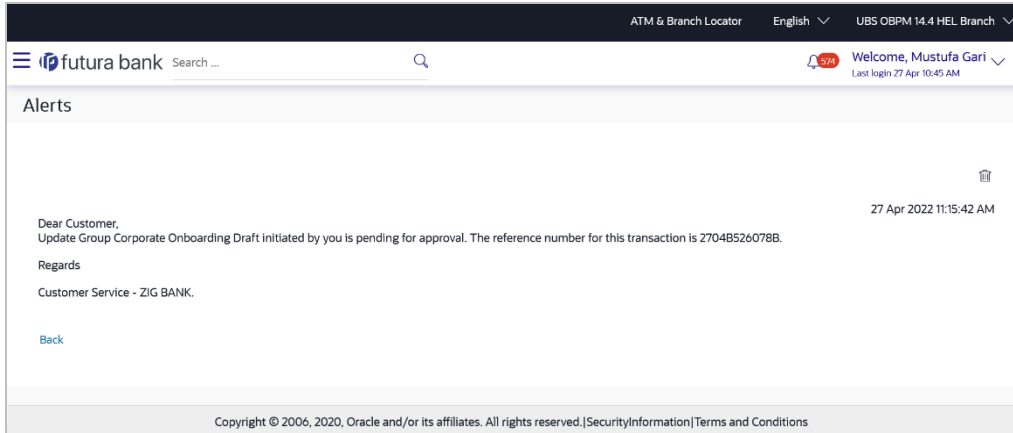 ATM & Branch Locator English UBS OBPM 14.4 HEL Branch
futura bank Search ... 574 Welcome, Mustufa Gari
Last login 27 Apr 10:45 AM
Alerts
27 Apr 2022 11:15:42 AM
Dear Customer,
Update Group Corporate Onboarding Draft initiated by you is pending for approval. The reference number for this transaction is 2704B526078B.
Regards
Customer Service - ZIG BANK.
Back
Copyright © 2006, 2020, Oracle and/or its affiliates. All rights reserved.|SecurityInformation|Terms and Conditions